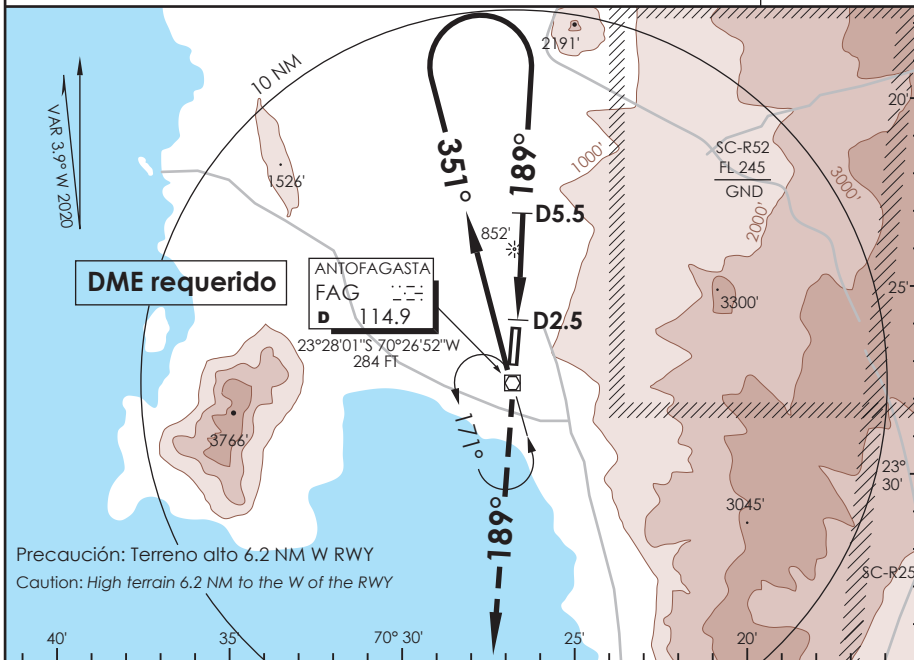 2191'
10 NM
VAR 3.9° W 2020
20'
351°
189°
1000'
SC-R52
FL 245
GND
3000'
2000'
1526'
D5.5
852'
DME requerido
ANTOFAGASTA
FAG
D 114.9
23°28'01"S 70°26'52"W
284 FT
25'
3300'
D2.5
171°
3766'
189°
23°
30'
3045'
Precaución: Terreno alto 6.2 NM W RWY
Caution: High terrain 6.2 NM to the W of the RWY
SC-R25
40'
35'
70° 30'
25'
20'